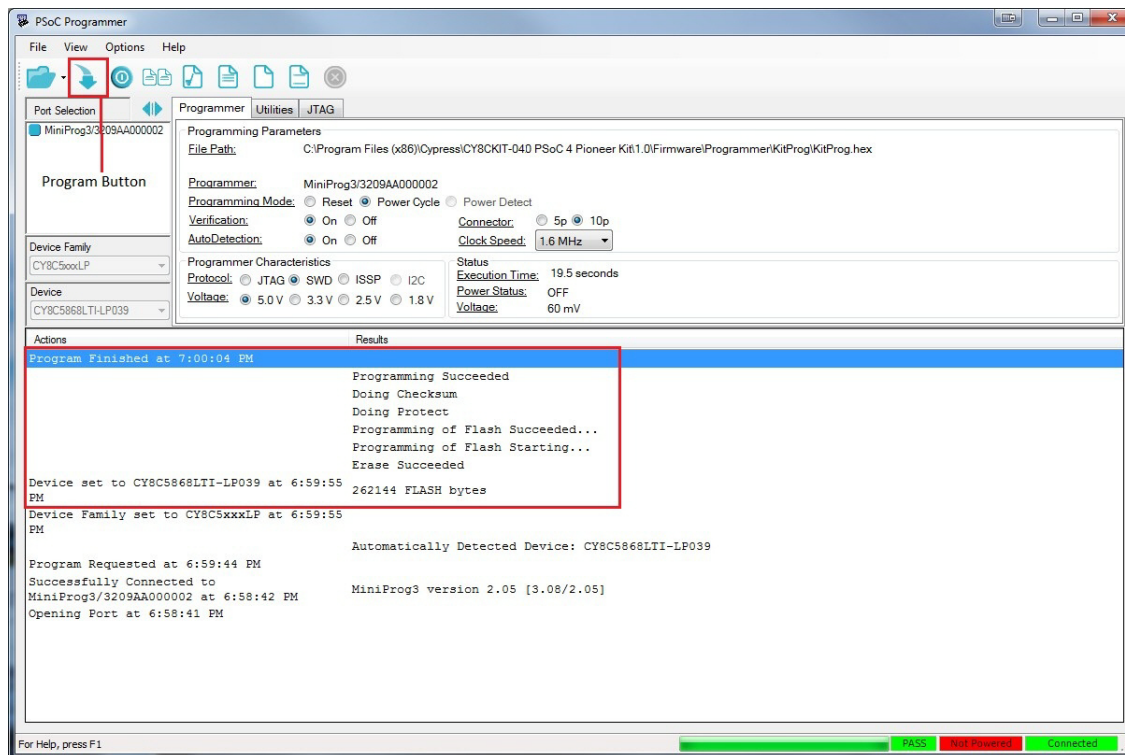 PSoC Programmer
File View Options Help
Port Selection
MiniProg3/3209AA000002
Program Button
Device Family
CY8C5xxxLP
Device
CY8C5868LTI-LP039
Programmer Utilities JTAG
Programming Parameters
File Path: C:\Program Files (x86)\Cypress\CY8CKIT-040 PSoC 4 Pioneer Kit\1.0\Firmware\Programmer\KitProg\KitProg.hex
Programmer: MiniProg3/3209AA000002
Programming Mode: Reset Power Cycle Power Detect
Verification: On Off Connector: 5p 10p
AutoDetection: On Off Clock Speed: 1.6 MHz
Programmer Characteristics
Protocol: JTAG SWD ISSP I2C
Voltage: 5.0 V 3.3 V 2.5 V 1.8 V
Status
Execution Time: 19.5 seconds
Power Status: OFF
Voltage: 60 mV
Actions Results
Program Finished at 7:00:04 PM
Programming Succeeded
Doing Checksum
Doing Protect
Programming of Flash Succeeded...
Programming of Flash Starting...
Erase Succeeded
Device set to CY8C5868LTI-LP039 at 6:59:55
PM
262144 FLASH bytes
Device Family set to CY8C5xxxLP at 6:59:55
PM
Automatically Detected Device: CY8C5868LTI-LP039
Program Requested at 6:59:44 PM
Successfully Connected to
MiniProg3/3209AA000002 at 6:58:42 PM
MiniProg3 version 2.05 [3.08/2.05]
Opening Port at 6:58:41 PM
For Help, press F1
PASS Not Powered Connected